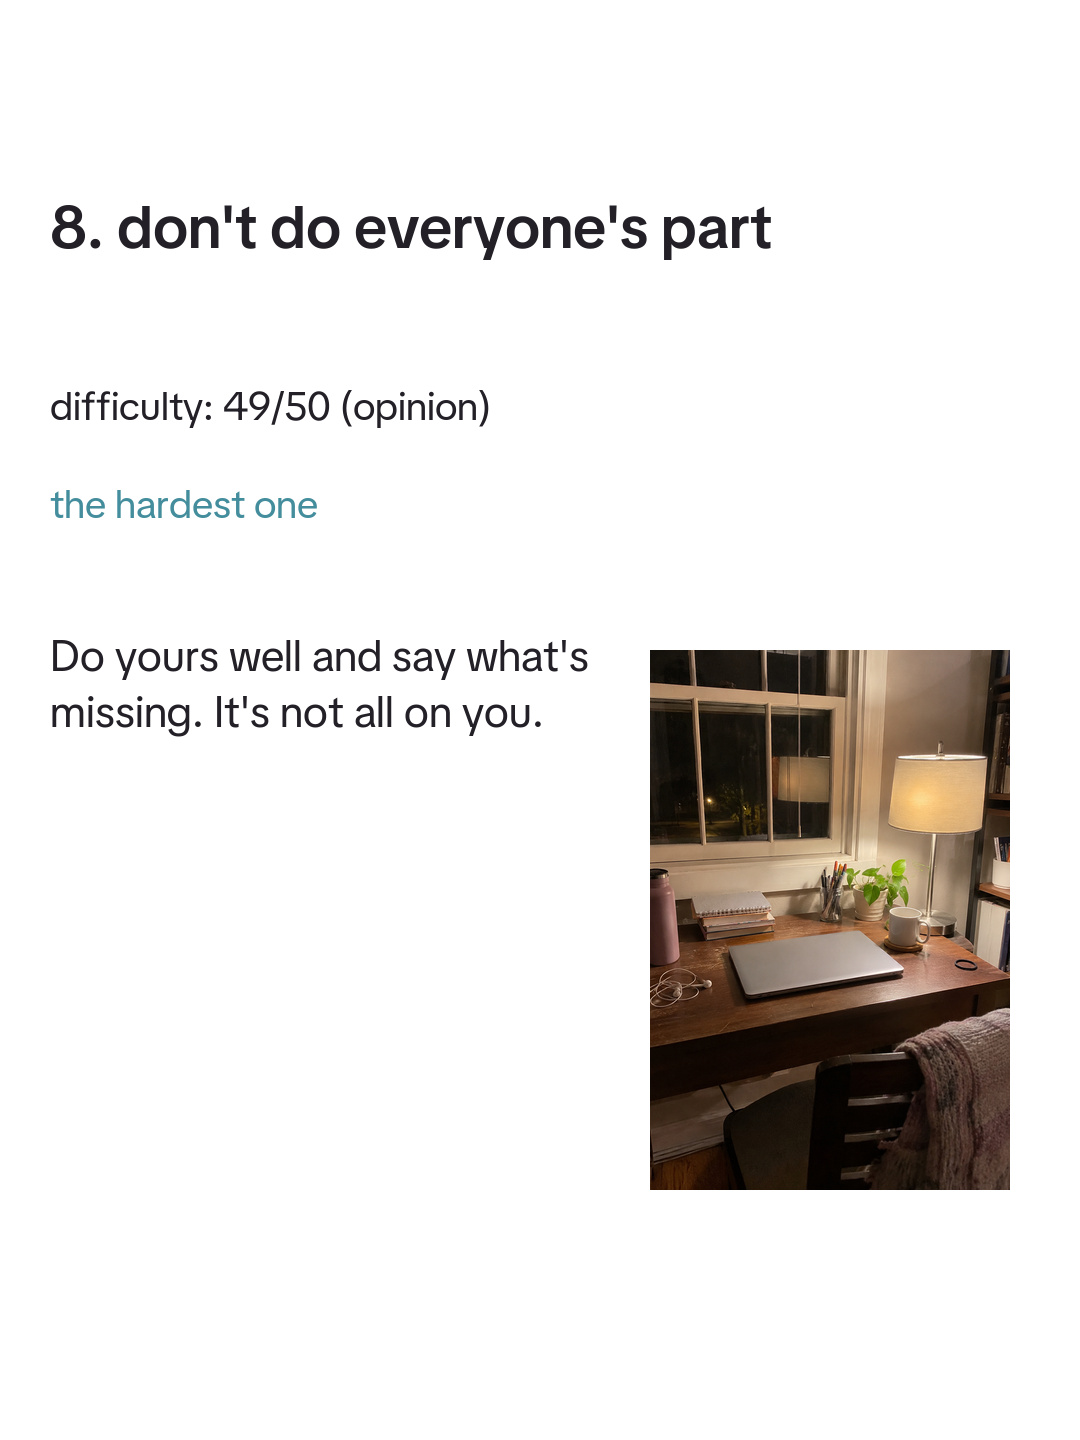 8. don't do everyone's part
difficulty: 49/50 (opinion)
the hardest one
Do yours well and say what's
missing. It's not all on you.